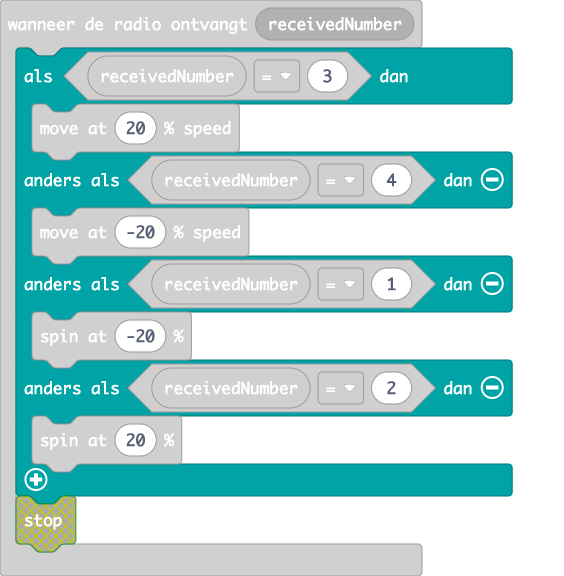 wanneer de radio ontvangt receivedNumber
als receivedNumber = 3 dan
move at 20 % speed
anders als receivedNumber = 4 dan
move at -20 % speed
anders als receivedNumber = 1 dan
spin at -20 %
anders als receivedNumber = 2 dan
spin at 20 %
stop